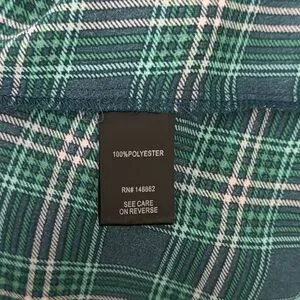 100%POLYESTER
RN# 148862
SEE CARE
ON REVERSE